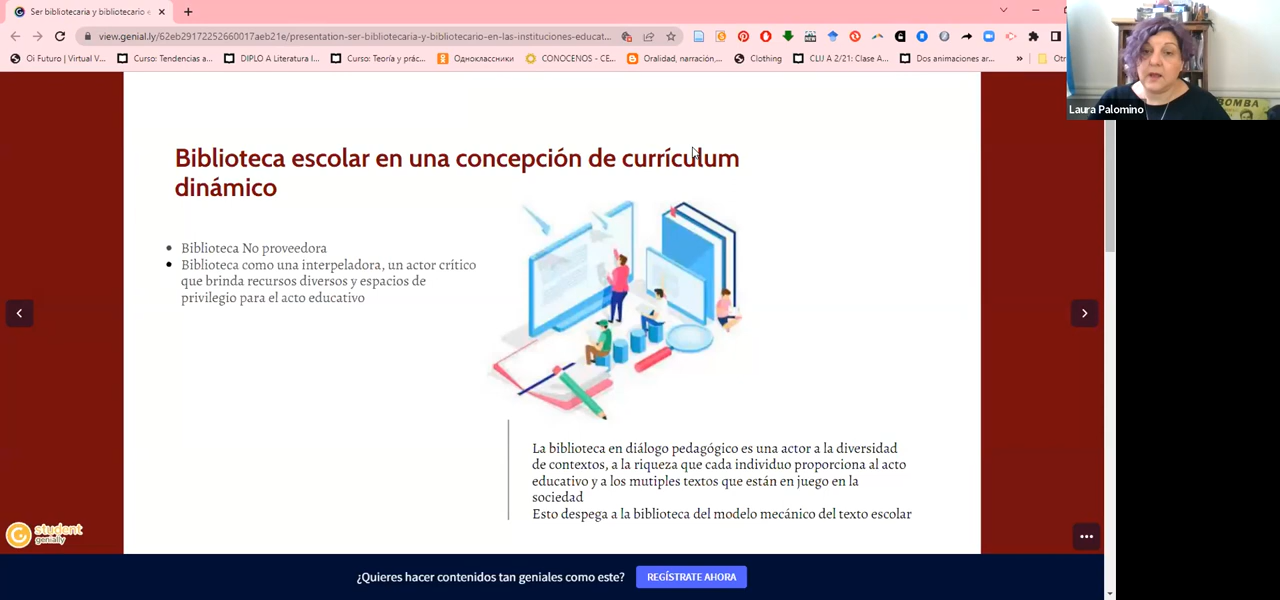 Ser bibliotecaria y bibliotecario e
view.genial.ly/62eb29172252660017aeb21e/presentation-ser-bibliotecaria-y-bibliotecario-en-las-instituciones-educat...
Oi Futuro | Virtual V...
Curso: Tendencias a...
DIPLO A Literatura I...
Curso: Teoría y prác...
Одноклассники
CONOCENOS - CE...
Oralidad, narración,...
Clothing
CLIJ A 2/21: Clase A...
Dos animaciones ar...
»
Otr
Laura Palomino
BOMBA
Biblioteca escolar en una concepción de currículum
dinámico
• Biblioteca No proveedora
• Biblioteca como una interpeladora, un actor crítico
que brinda recursos diversos y espacios de
privilegio para el acto educativo
La biblioteca en diálogo pedagógico es una actor a la diversidad
de contextos, a la riqueza que cada individuo proporciona al acto
educativo y a los mutiples textos que están en juego en la
sociedad
Esto despega a la biblioteca del modelo mecánico del texto escolar
student
genially
¿Quieres hacer contenidos tan geniales como este?
REGÍSTRATE AHORA